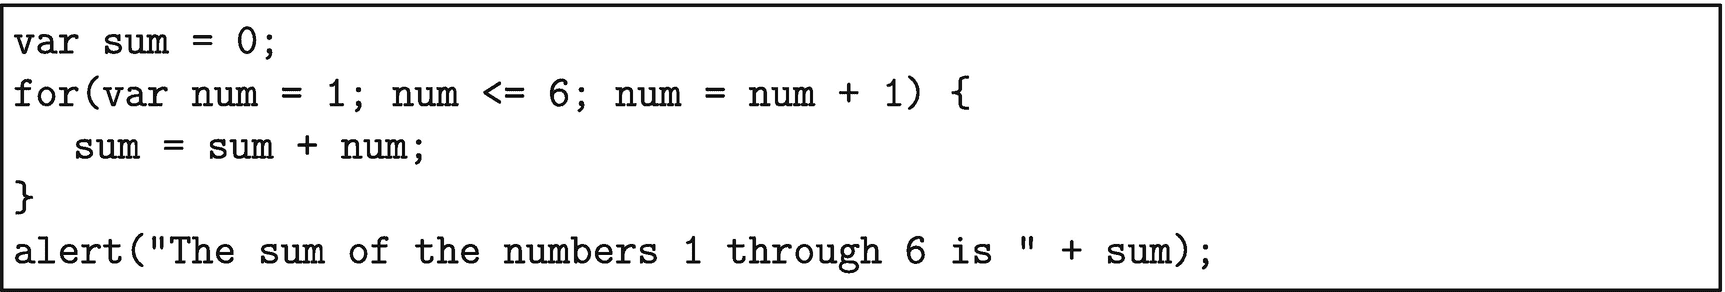 var sum = 0;
for(var num = 1; num <= 6; num = num + 1) {
   sum = sum + num;
}
alert("The sum of the numbers 1 through 6 is " + sum);